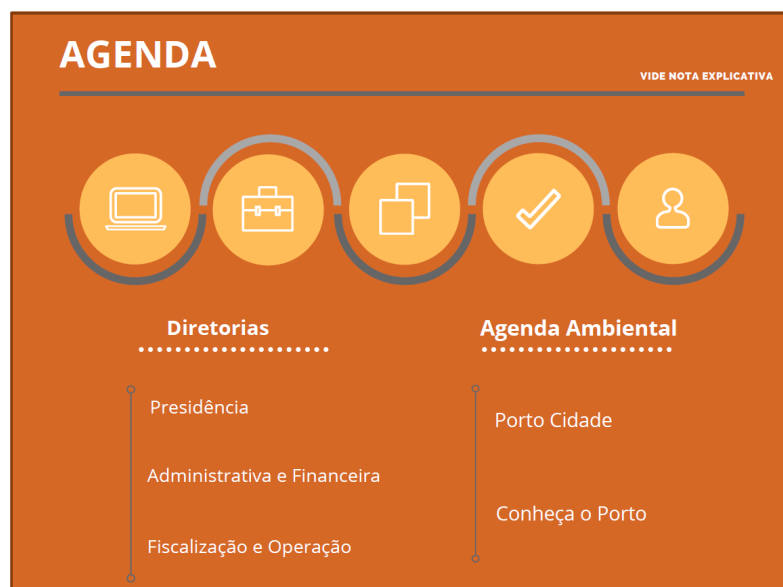 AGENDA
VIDE NOTA EXPLICATIVA
Diretorias
Presidência
Administrativa e Financeira
Fiscalização e Operação
Agenda Ambiental
Porto Cidade
Conheça o Porto